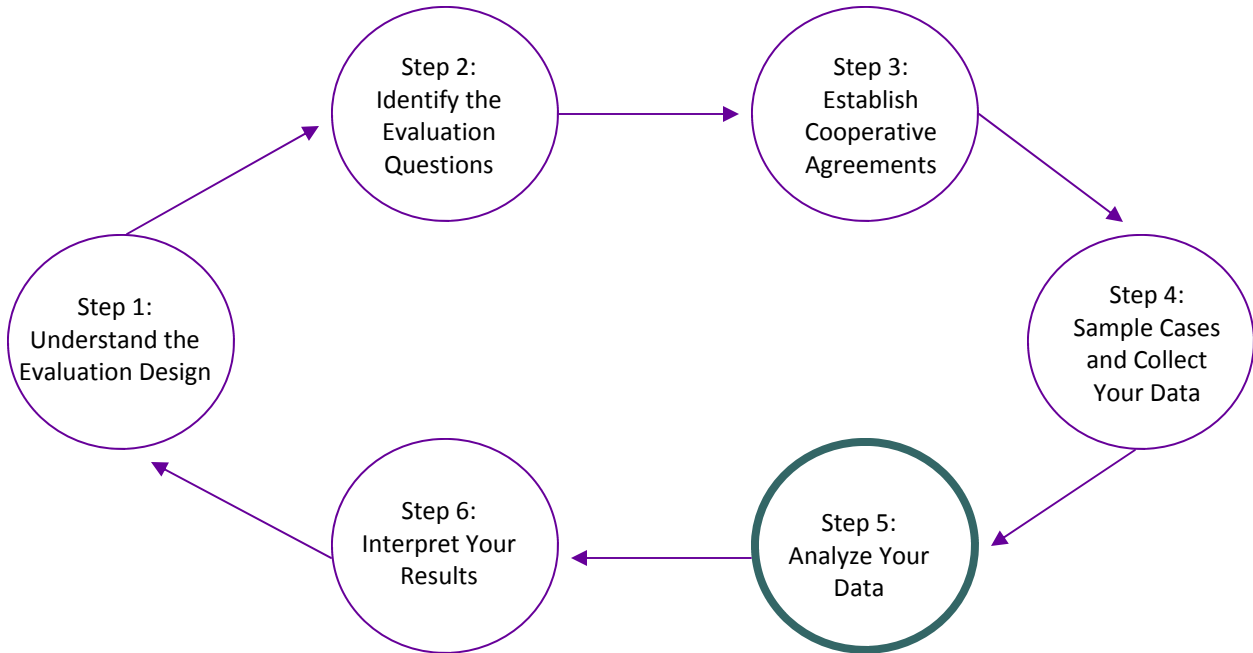 Step 1:
Understand the
Evaluation Design
Step 2:
Identify the
Evaluation
Questions
Step 3:
Establish
Cooperative
Agreements
Step 4:
Sample Cases
and Collect
Your Data
Step 5:
Analyze Your
Data
Step 6:
Interpret Your
Results